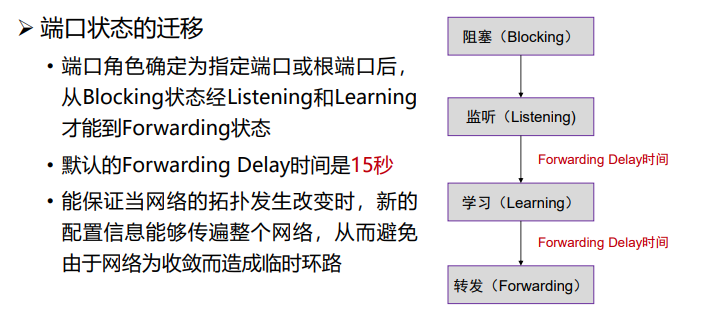 ➢ 端口状态的迁移
• 端口角色确定为指定端口或根端口后，
从Blocking状态经Listening和Learning
才能到Forwarding状态
• 默认的Forwarding Delay时间是15秒
• 能保证当网络的拓扑发生改变时，新的
配置信息能够传遍整个网络，从而避免
由于网络为收敛而造成临时环路
阻塞（Blocking）
监听（Listening)
Forwarding Delay时间
学习（Learning）
Forwarding Delay时间
转发（Forwarding）